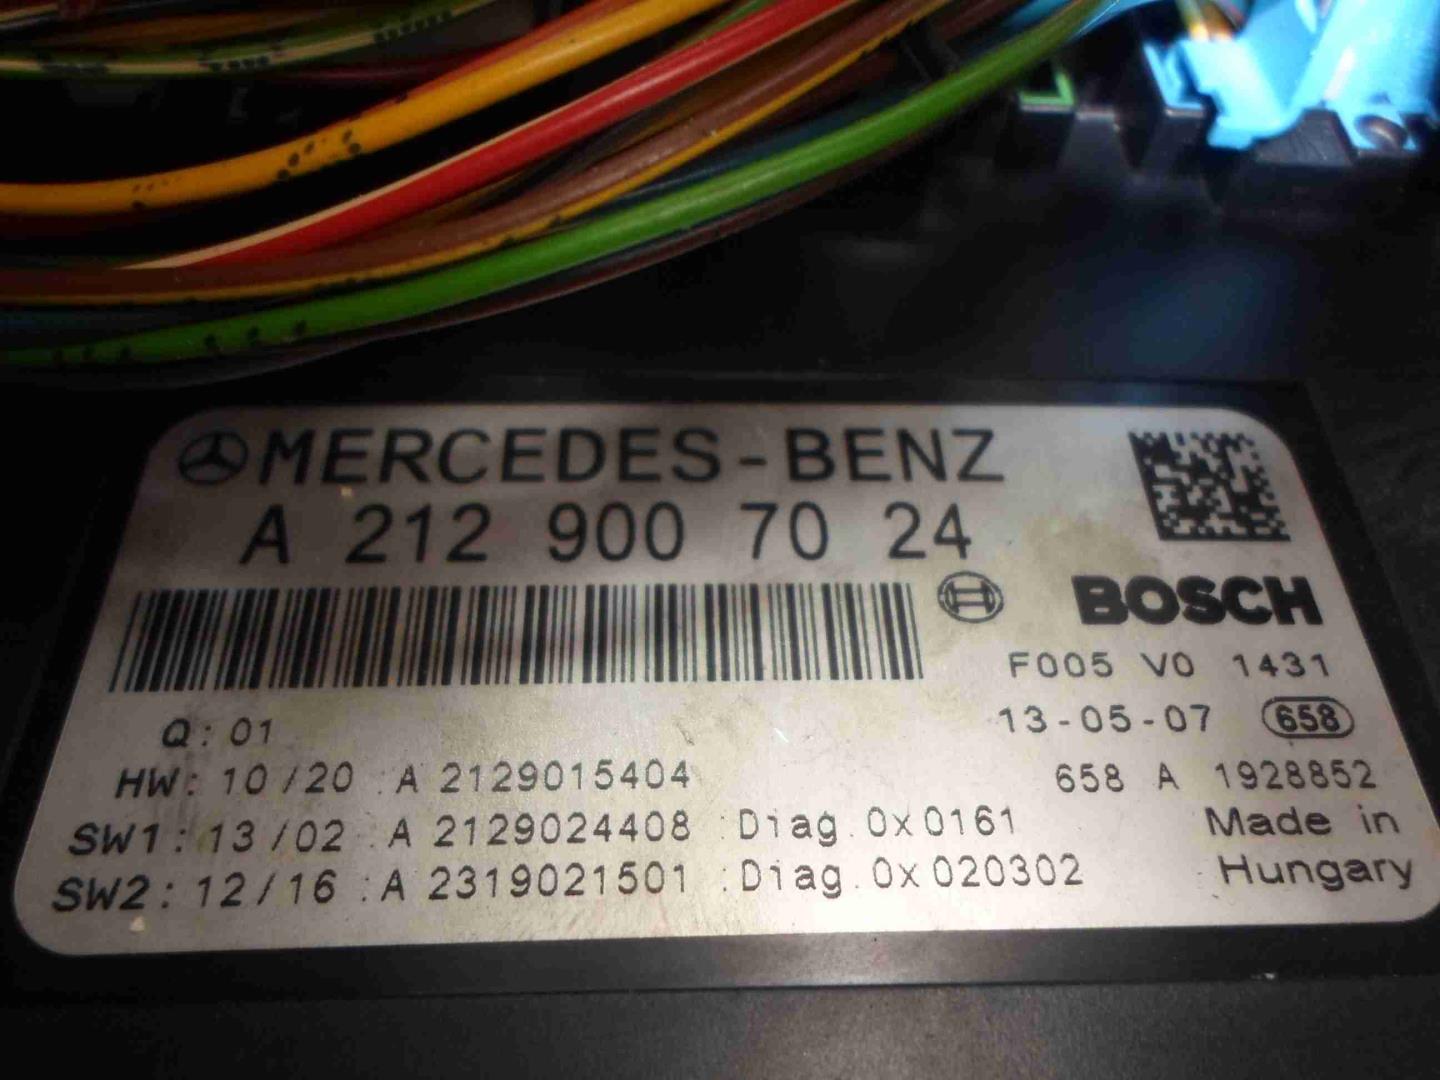 MERCEDES-BENZ
A 212 900 70 24
BOSCH
F005 V0 1431
Q: 01
13-05-07 658
HW: 10/20 :A 2129015404
658 A 1928852
SW1: 13/02 :A 2129024408 :Diag.0x0161
Made in
SW2: 12/16 :A 2319021501 :Diag.0x020302
Hungary